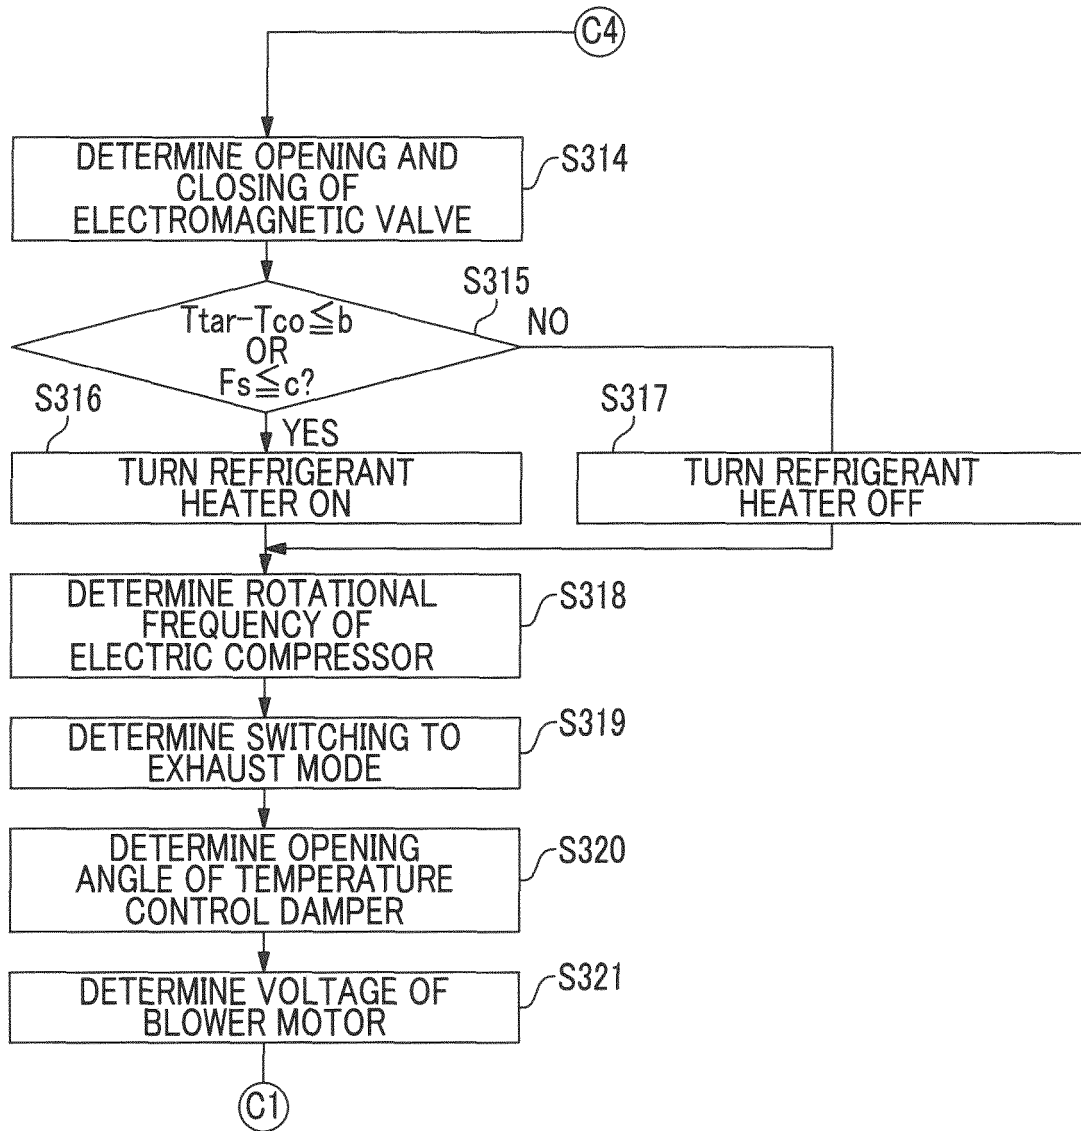 C4
DETERMINE OPENING AND
CLOSING OF
ELECTROMAGNETIC VALVE
S314
S315
Ttar-Tco≦b
OR
Fs≦c?
NO
S316
YES
S317
TURN REFRIGERANT
HEATER ON
TURN REFRIGERANT
HEATER OFF
DETERMINE ROTATIONAL
FREQUENCY OF
ELECTRIC COMPRESSOR
S318
DETERMINE SWITCHING TO
EXHAUST MODE
S319
DETERMINE OPENING
ANGLE OF TEMPERATURE
CONTROL DAMPER
S320
DETERMINE VOLTAGE OF
BLOWER MOTOR
S321
C1